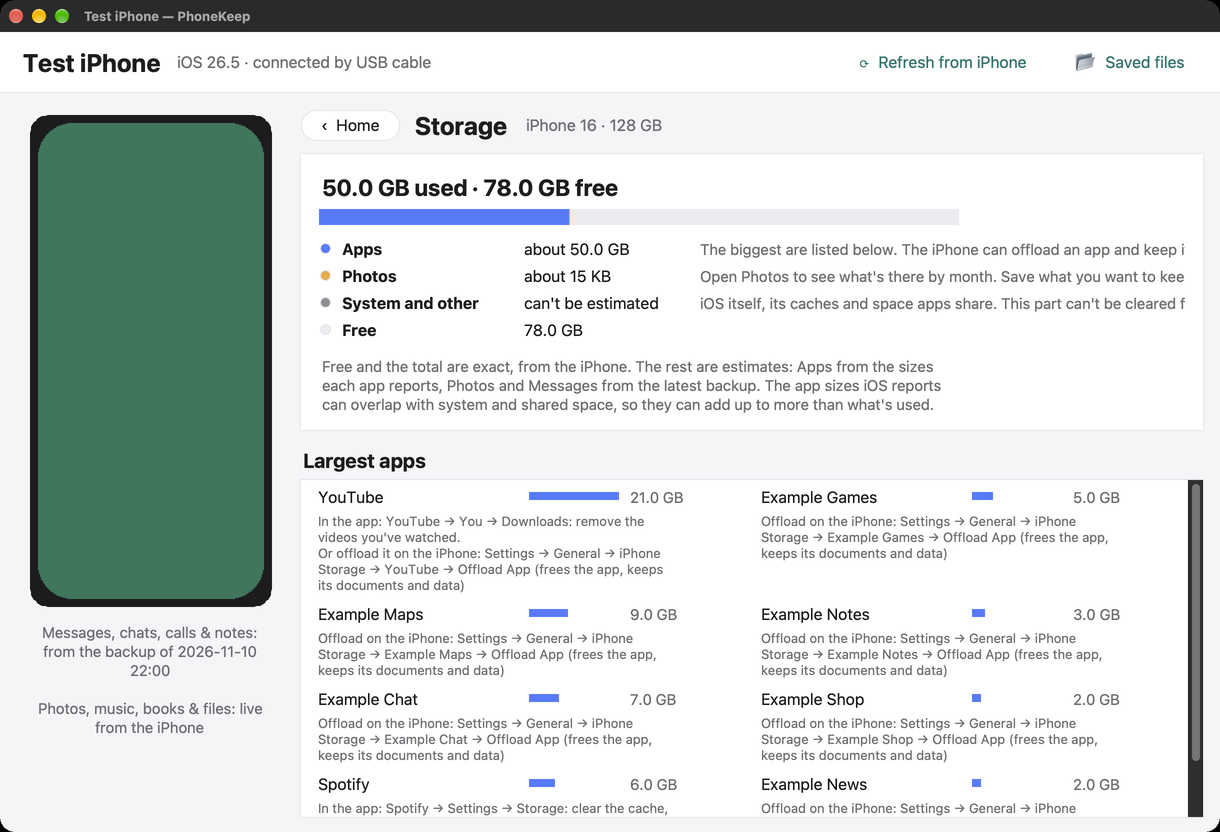 Test iPhone — PhoneKeep
Test iPhone iOS 26.5 · connected by USB cable
⟳ Refresh from iPhone
Saved files
‹ Home
Storage iPhone 16 · 128 GB
50.0 GB used · 78.0 GB free
Apps about 50.0 GB The biggest are listed below. The iPhone can offload an app and keep i
Photos about 15 KB Open Photos to see what's there by month. Save what you want to kee
System and other can't be estimated iOS itself, its caches and space apps share. This part can't be cleared f
Free 78.0 GB
Free and the total are exact, from the iPhone. The rest are estimates: Apps from the sizes
each app reports, Photos and Messages from the latest backup. The app sizes iOS reports
can overlap with system and shared space, so they can add up to more than what's used.
Largest apps
YouTube 21.0 GB
In the app: YouTube → You → Downloads: remove the
videos you've watched.
Or offload it on the iPhone: Settings → General → iPhone
Storage → YouTube → Offload App (frees the app, keeps
its documents and data)
Example Games 5.0 GB
Offload on the iPhone: Settings → General → iPhone
Storage → Example Games → Offload App (frees the app,
keeps its documents and data)
Example Maps 9.0 GB
Offload on the iPhone: Settings → General → iPhone
Storage → Example Maps → Offload App (frees the app,
keeps its documents and data)
Example Notes 3.0 GB
Offload on the iPhone: Settings → General → iPhone
Storage → Example Notes → Offload App (frees the app,
keeps its documents and data)
Example Chat 7.0 GB
Offload on the iPhone: Settings → General → iPhone
Storage → Example Chat → Offload App (frees the app,
keeps its documents and data)
Example Shop 2.0 GB
Offload on the iPhone: Settings → General → iPhone
Storage → Example Shop → Offload App (frees the app,
keeps its documents and data)
Spotify 6.0 GB
In the app: Spotify → Settings → Storage: clear the cache,
Example News 2.0 GB
Offload on the iPhone: Settings → General → iPhone
Messages, chats, calls & notes:
from the backup of 2026-11-10
22:00
Photos, music, books & files: live
from the iPhone